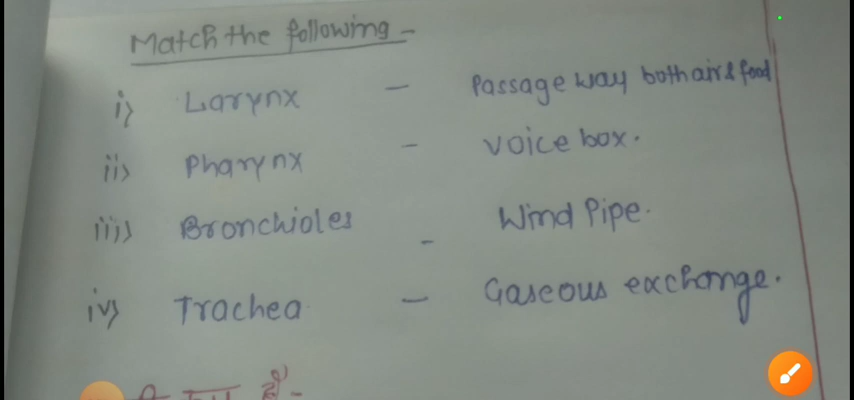 Match the following -
i) Larynx - Passage way both air & food
ii) Pharynx - Voice box.
iii) Bronchioles - Wind Pipe.
iv) Trachea - Gaseous exchange.